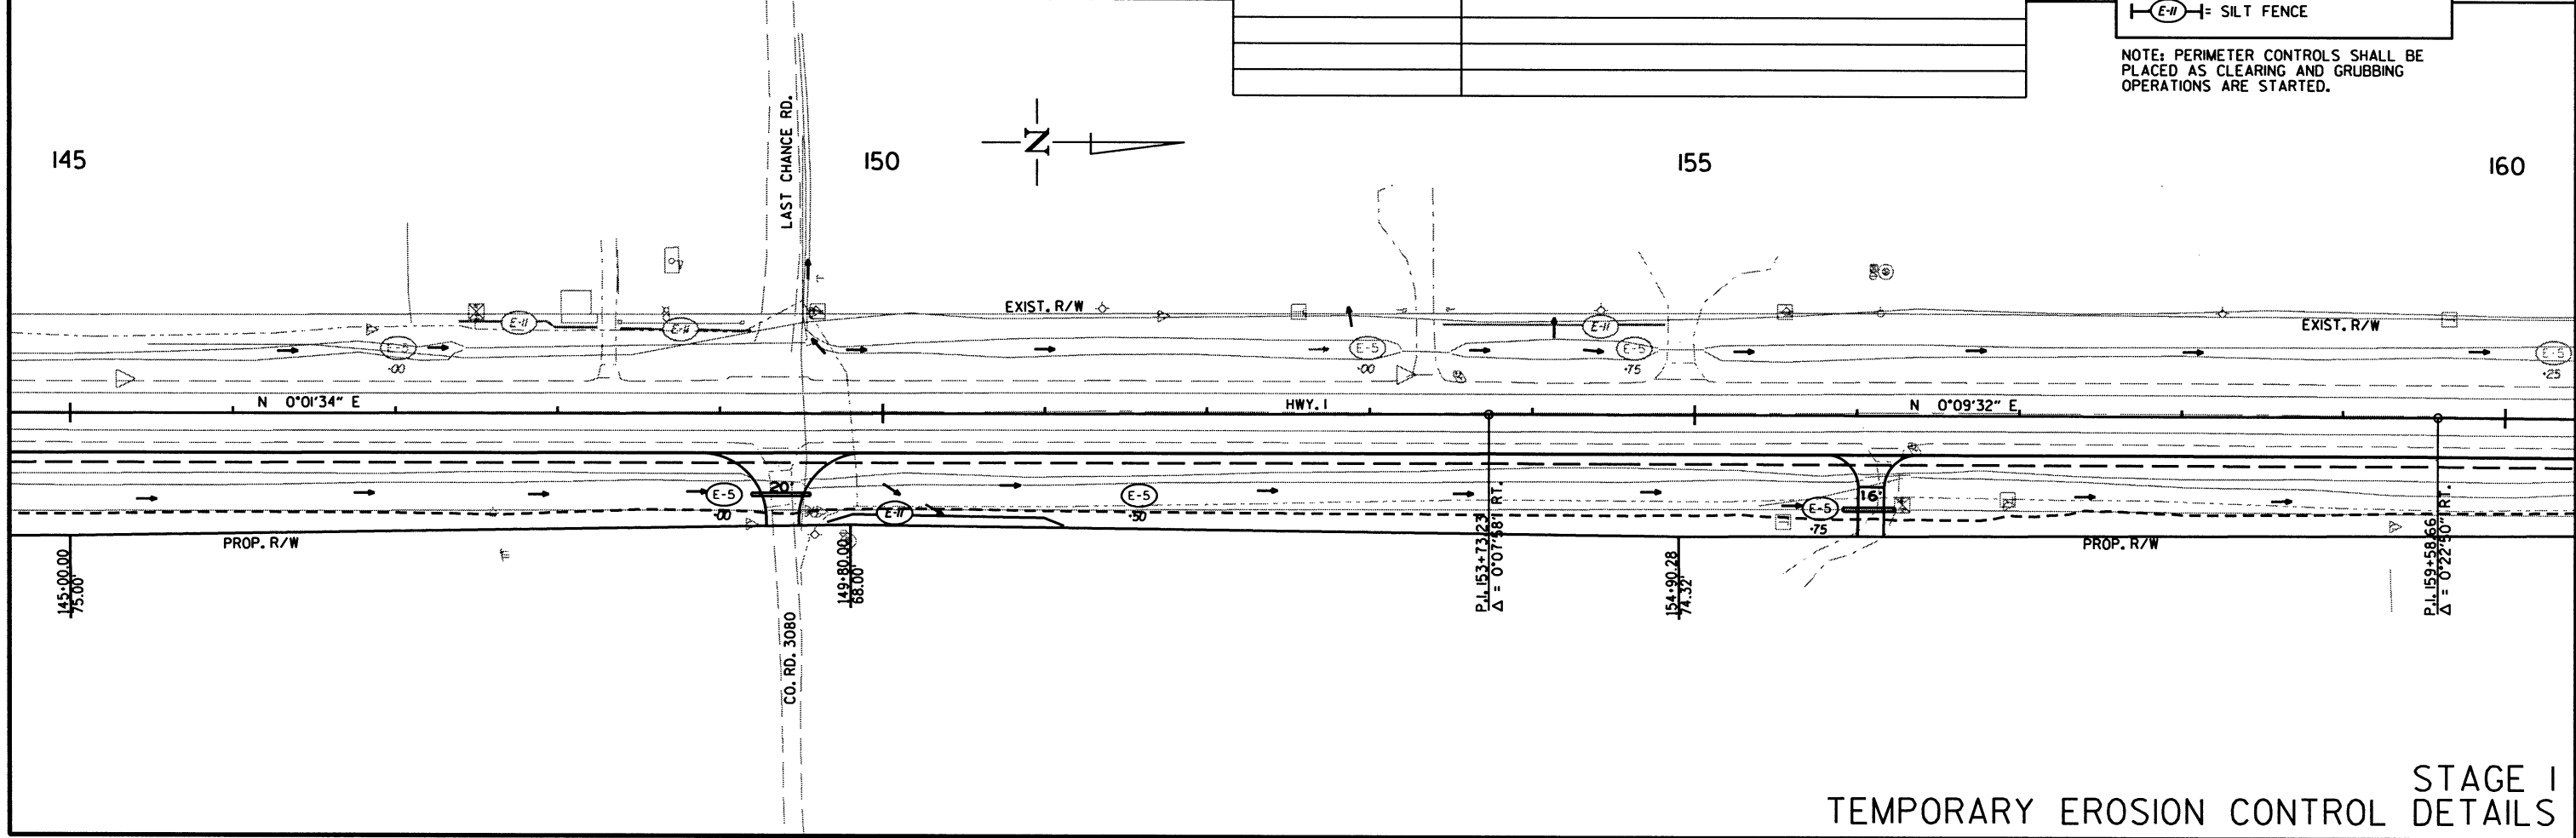 E-11 = SILT FENCE
NOTE: PERIMETER CONTROLS SHALL BE
PLACED AS CLEARING AND GRUBBING
OPERATIONS ARE STARTED.
LAST CHANCE RD.
N
145
150
155
160
EXIST. R/W
EXIST. R/W
E-11
E-11
E-11
E-5
•00
E-5
•00
E-5
•75
E-5
•25
N 0°01'34" E
HWY. 1
N 0°09'32" E
E-5
•00
20'
E-11
E-5
•50
E-5
•75
16'
PROP. R/W
PROP. R/W
145+00.00
75.00'
149+80.00
68.00'
P.I. 153+73.23
Δ = 0°07'58" RT.
154+90.28
74.32'
P.I. 159+58.66
Δ = 0°22'50" RT.
CO. RD. 3080
STAGE 1
TEMPORARY EROSION CONTROL DETAILS